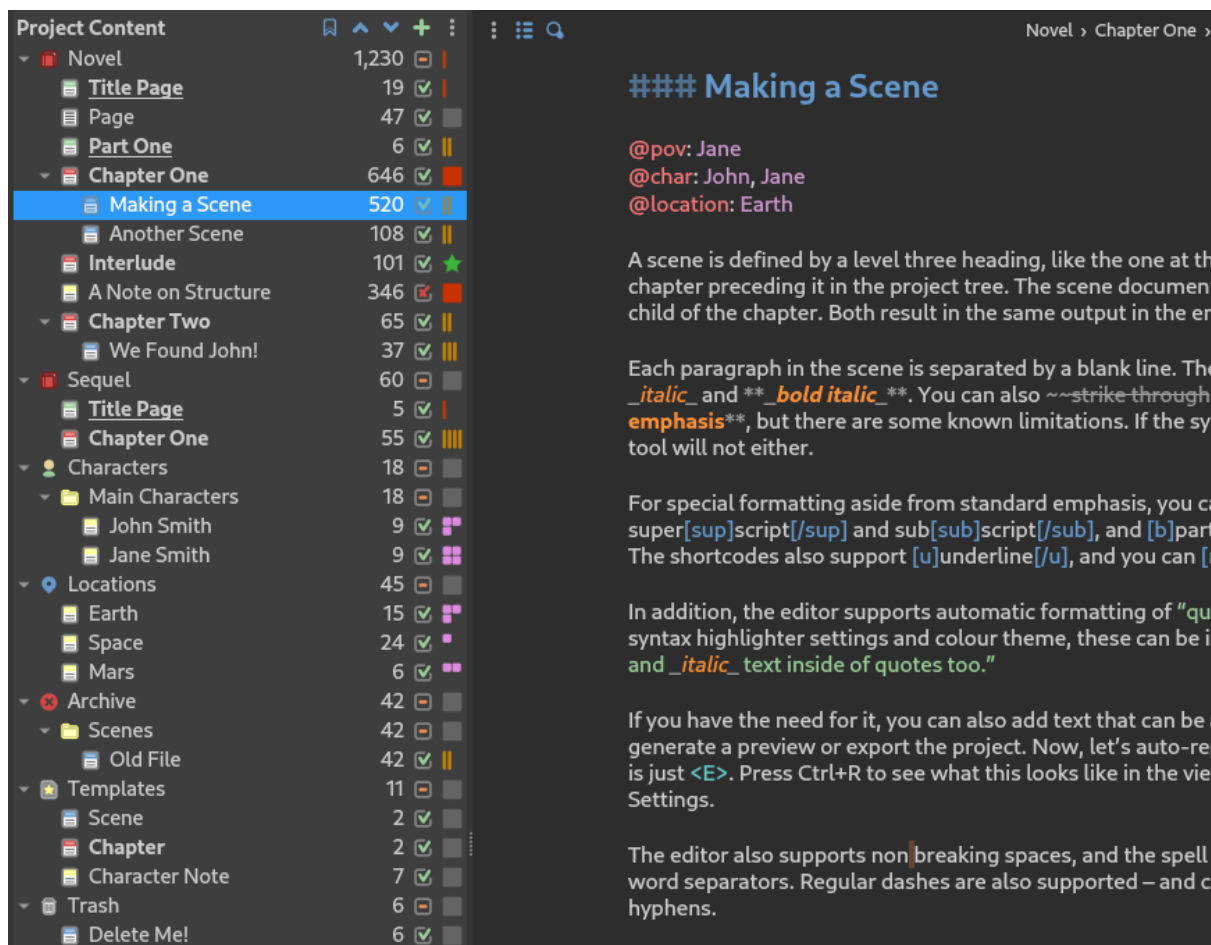 Project Content
Novel 1,230
Title Page 19
Page 47
Part One 6
Chapter One 646
Making a Scene 520
Another Scene 108
Interlude 101
A Note on Structure 346
Chapter Two 65
We Found John! 37
Sequel 60
Title Page 5
Chapter One 55
Characters 18
Main Characters 18
John Smith 9
Jane Smith 9
Locations 45
Earth 15
Space 24
Mars 6
Archive 42
Scenes 42
Old File 42
Templates 11
Scene 2
Chapter 2
Character Note 7
Trash 6
Delete Me! 6
Novel › Chapter One ›
### Making a Scene
@pov: Jane
@char: John, Jane
@location: Earth
A scene is defined by a level three heading, like the one at th
chapter preceding it in the project tree. The scene documen
child of the chapter. Both result in the same output in the e
Each paragraph in the scene is separated by a blank line. The
_italic_ and **_bold italic_**. You can also ~~strike through
emphasis**, but there are some known limitations. If the sy
tool will not either.
For special formatting aside from standard emphasis, you ca
super[sup]script[/sup] and sub[sub]script[/sub], and [b]part
The shortcodes also support [u]underline[/u], and you can [
In addition, the editor supports automatic formatting of “qu
syntax highlighter settings and colour theme, these can be i
and _italic_ text inside of quotes too.”
If you have the need for it, you can also add text that can be
generate a preview or export the project. Now, let’s auto-re
is just <E>. Press Ctrl+R to see what this looks like in the vie
Settings.
The editor also supports non breaking spaces, and the spell
word separators. Regular dashes are also supported – and c
hyphens.